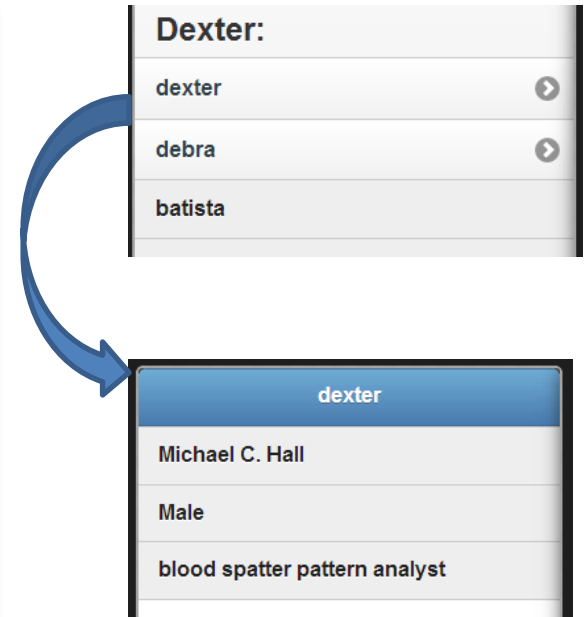 Dexter:
dexter
debra
batista
dexter
Michael C. Hall
Male
blood spatter pattern analyst